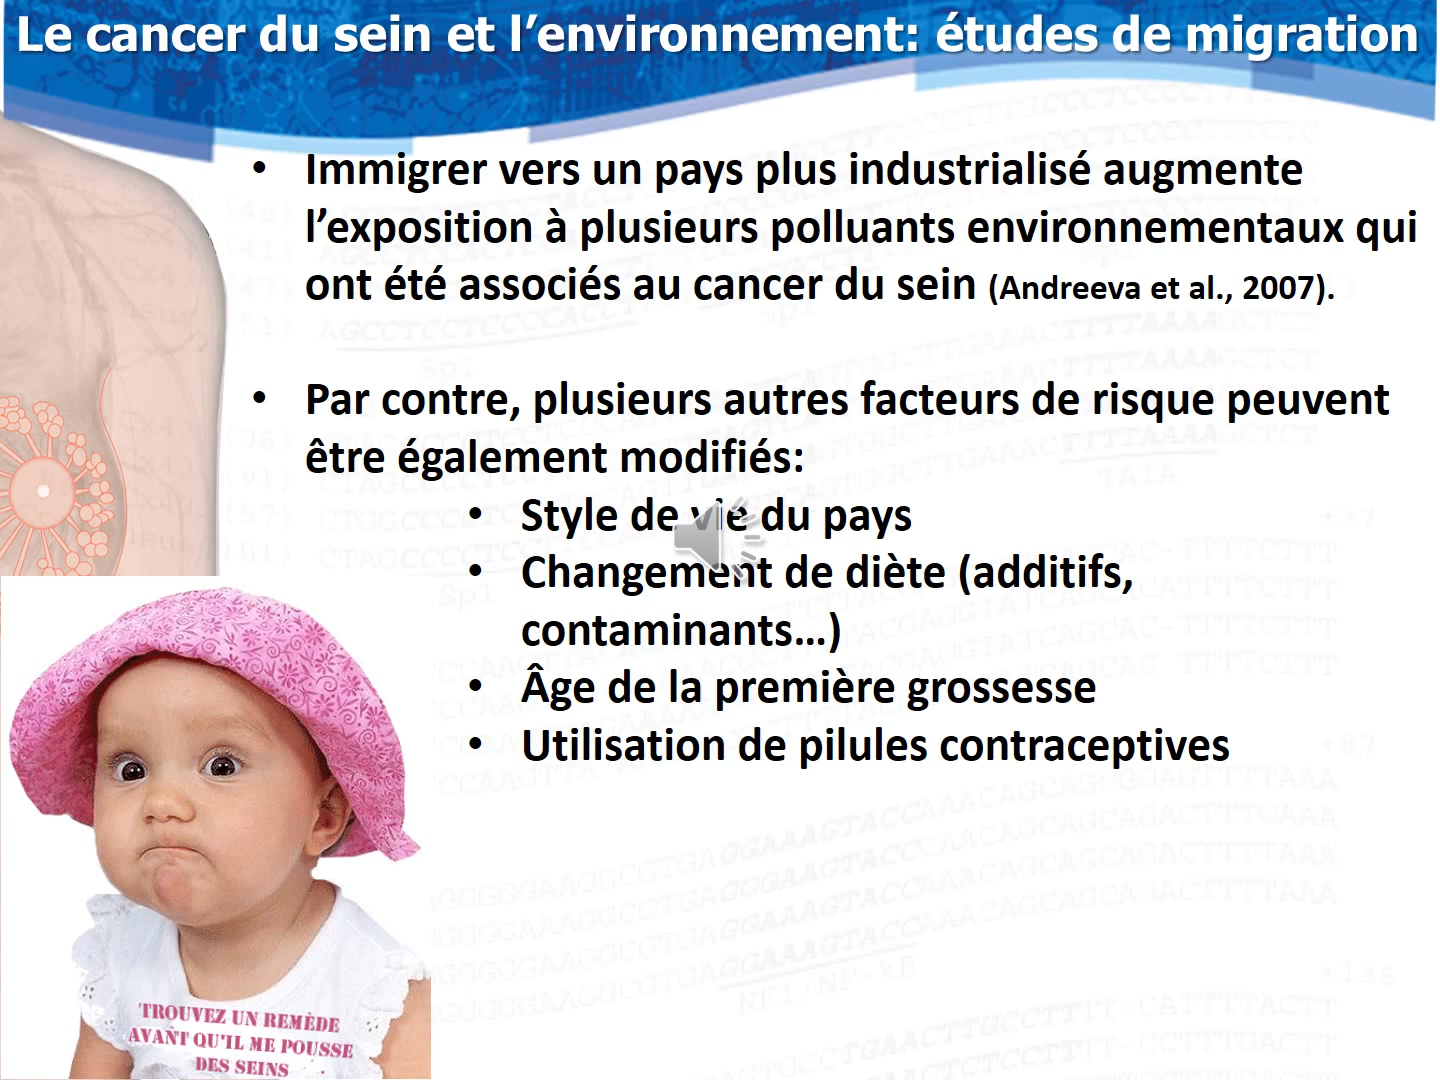 Le cancer du sein et l’environnement: études de migration
• Immigrer vers un pays plus industrialisé augmente
l’exposition à plusieurs polluants environnementaux qui
ont été associés au cancer du sein (Andreeva et al., 2007).
• Par contre, plusieurs autres facteurs de risque peuvent
être également modifiés:
• Style de vie du pays
• Changement de diète (additifs,
contaminants…)
• Âge de la première grossesse
• Utilisation de pilules contraceptives
TROUVEZ UN REMÈDE
AVANT QU'IL ME POUSSE
DES SEINS